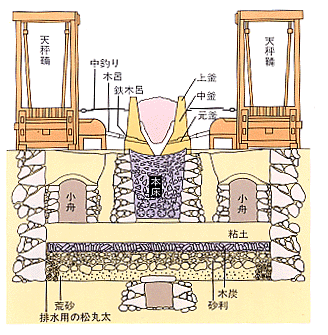 天秤鞴
天秤鞴
中釣り
木呂
鉄木呂
上釜
中釜
元釜
本床
小舟
小舟
粘土
木炭
砂利
荒砂
排水用の松丸太